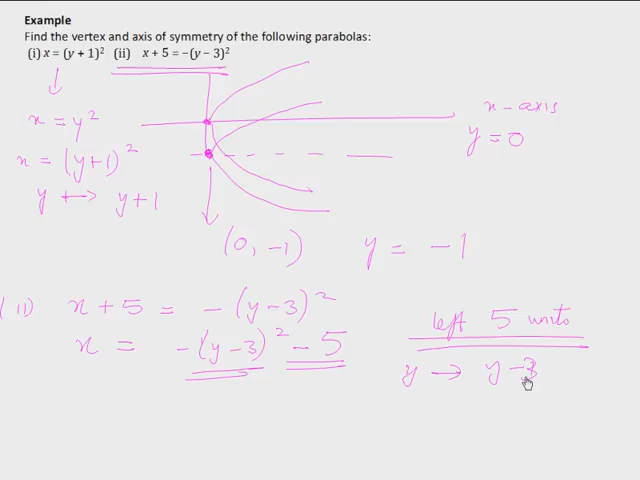 Example
Find the vertex and axis of symmetry of the following parabolas:
(i) x = (y + 1)² (ii) x + 5 = −(y − 3)²
x - axis
x = y²
y = 0
x = (y+1)²
y ↔ y+1
(0, -1) y = -1
(ii) x + 5 = -(y-3)²
left 5 units
x = -(y-3)² - 5
y → y-3